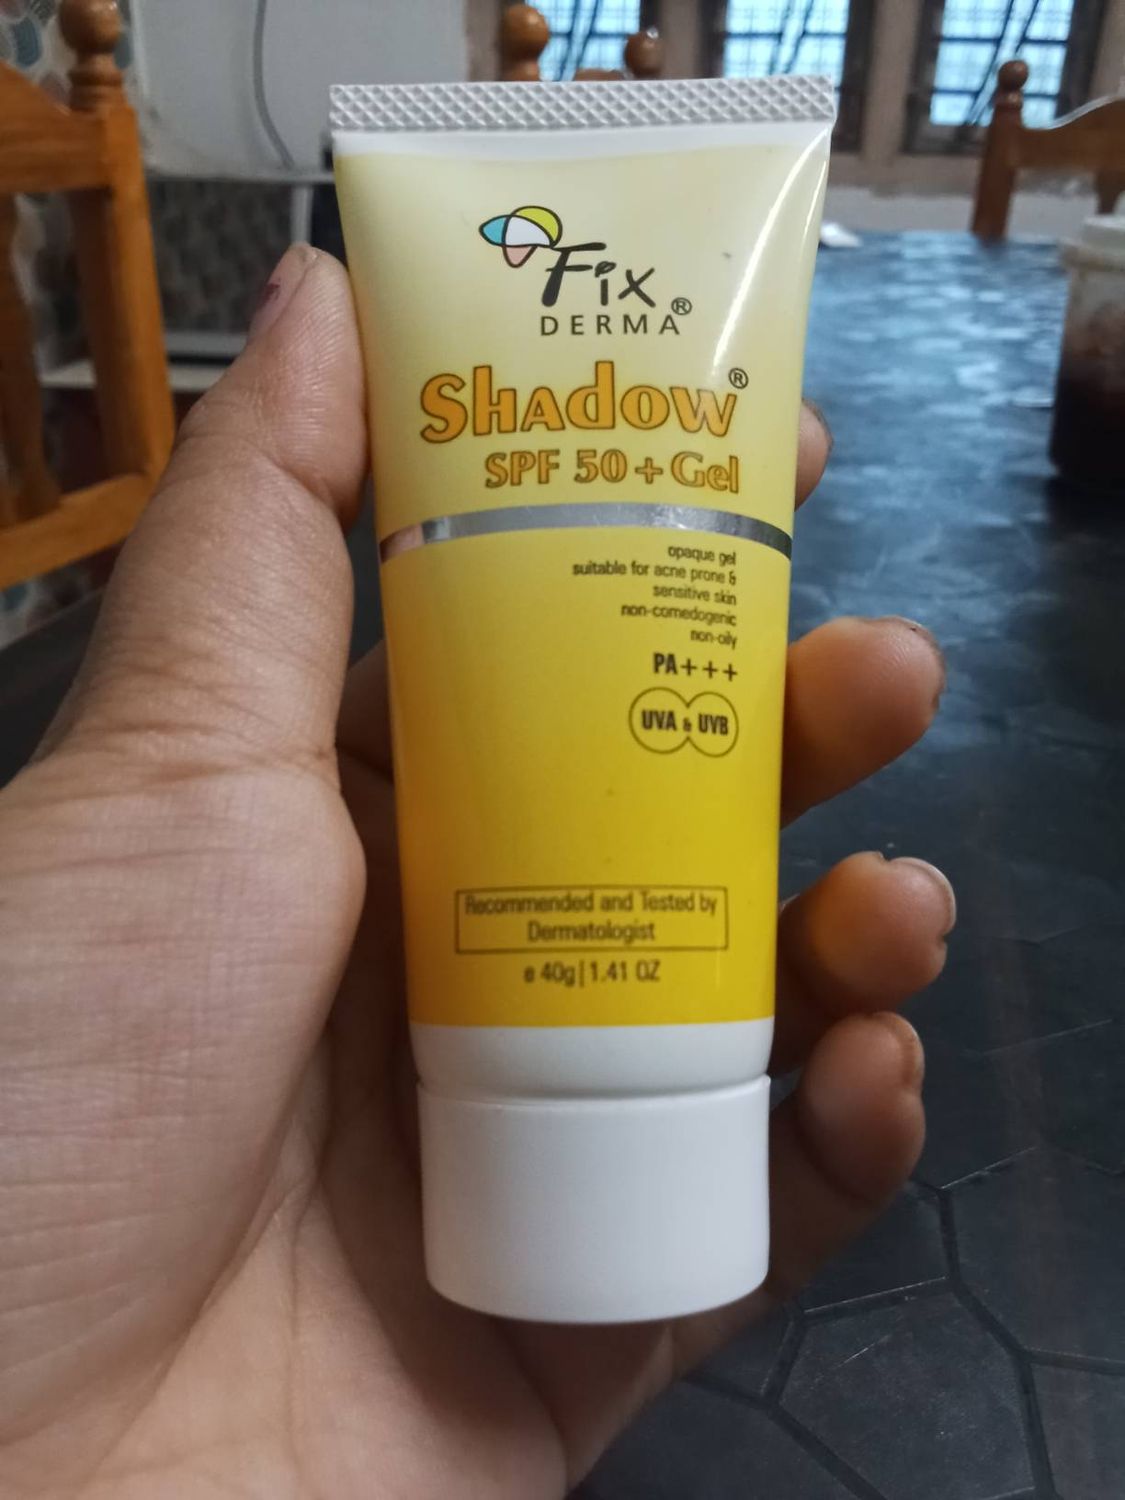 Fix
DERMA®
SHADOW®
SPF 50+Gel
opaque gel
suitable for acne prone &
sensitive skin
non-comedogenic
non-oily
PA+++
UVA & UVB
Recommended and Tested by
Dermatologist
e 40g|1.41 OZ